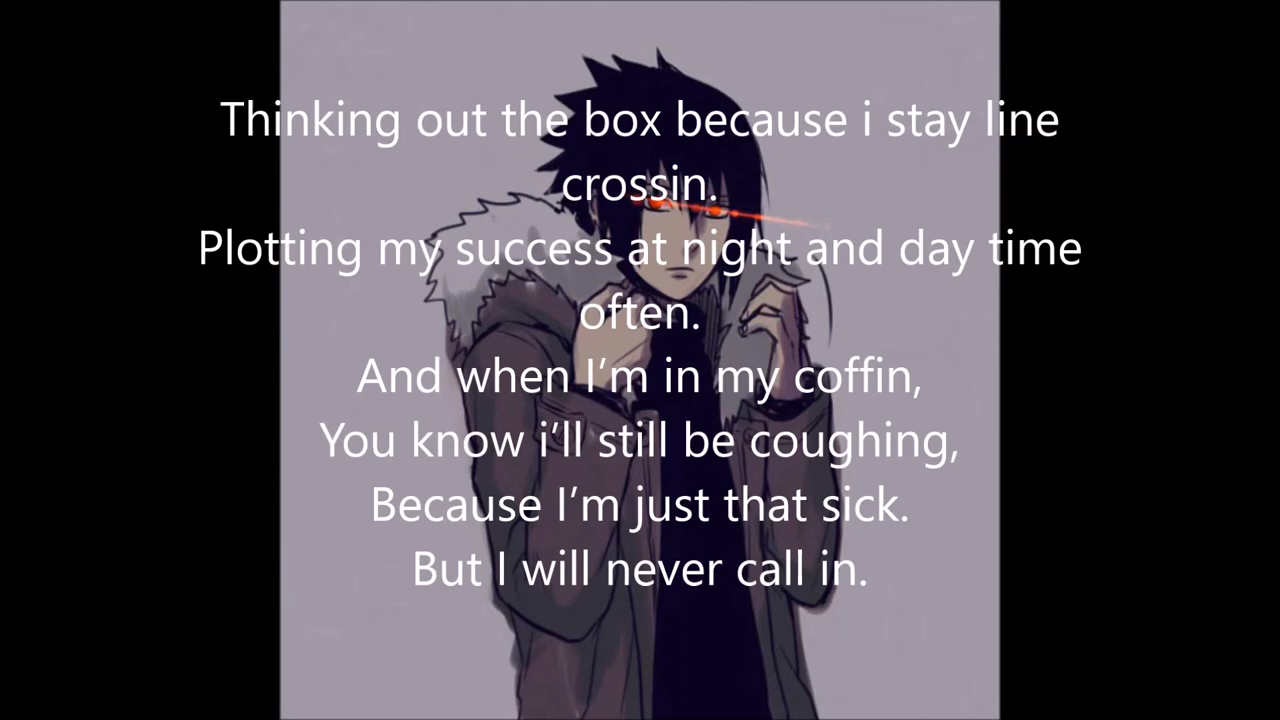 Thinking out the box because i stay line
crossin.
Plotting my success at night and day time
often.
And when I’m in my coffin,
You know i’ll still be coughing,
Because I’m just that sick.
But I will never call in.